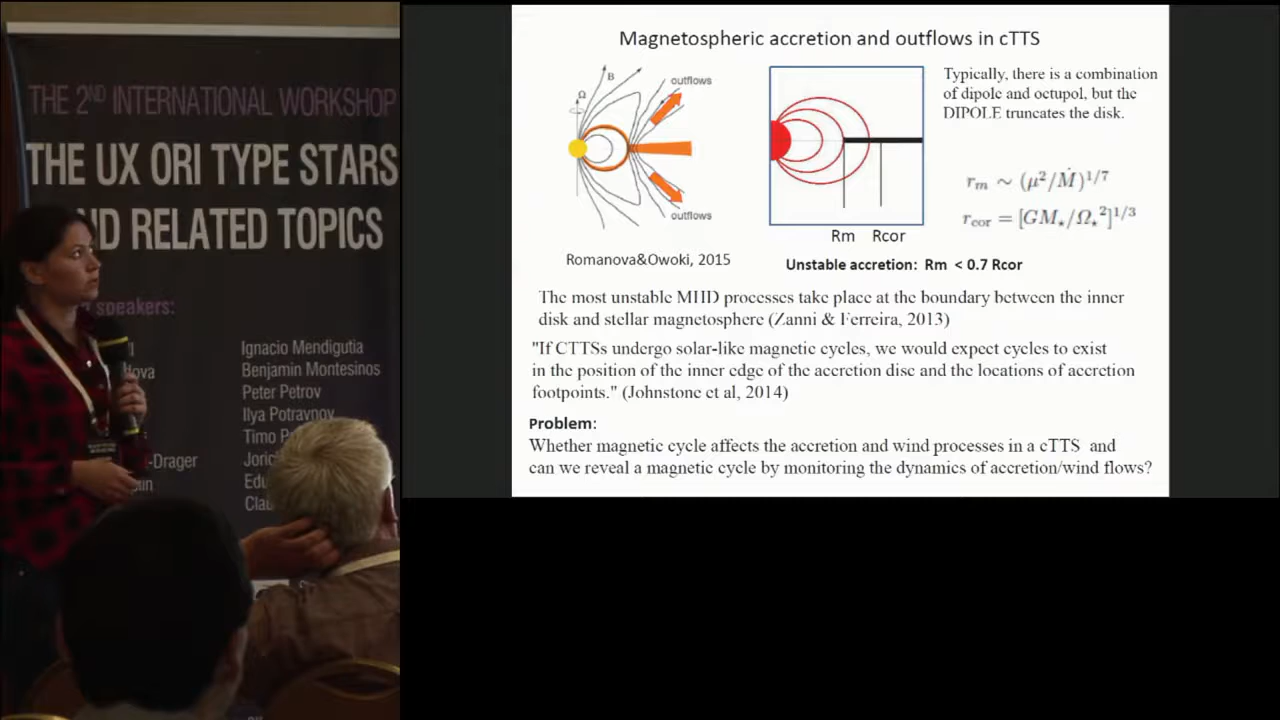 THE 2ND INTERNATIONAL WORKSHOP
THE UX ORI TYPE STARS
ND RELATED TOPICS
speakers:
Ignacio Mendigutia
Benjamin Montesinos
Peter Petrov
Ilya Potravnov
Timo
-Drager
Magnetospheric accretion and outflows in cTTS
B
Ω
outflows
outflows
Romanova&Owoki, 2015
Rm Rcor
Unstable accretion: Rm < 0.7 Rcor
Typically, there is a combination
of dipole and octupol, but the
DIPOLE truncates the disk.
r_m ∼ (μ²/Ṁ)^1/7
r_cor = [GM⋆/Ω⋆²]^1/3
The most unstable MHD processes take place at the boundary between the inner
disk and stellar magnetosphere (Zanni & Ferreira, 2013)
"If CTTSs undergo solar-like magnetic cycles, we would expect cycles to exist
in the position of the inner edge of the accretion disc and the locations of accretion
footpoints." (Johnstone et al, 2014)
Problem:
Whether magnetic cycle affects the accretion and wind processes in a cTTS and
can we reveal a magnetic cycle by monitoring the dynamics of accretion/wind flows?